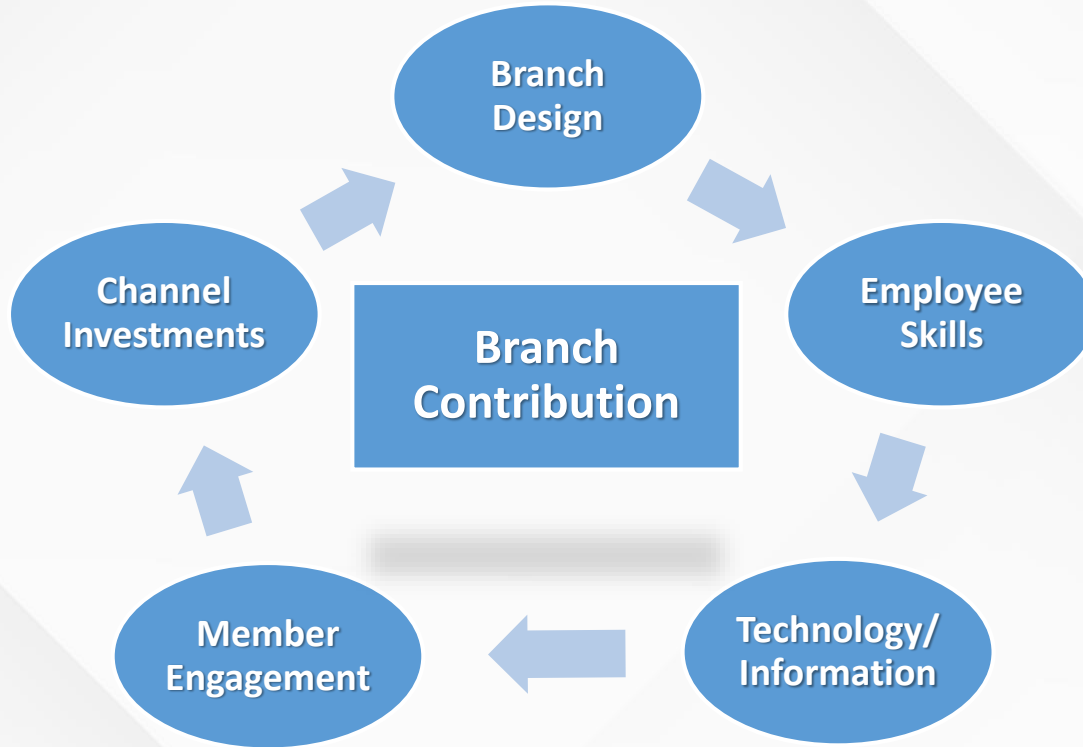 Branch
Design
Channel
Investments
Employee
Skills
Branch
Contribution
Member
Engagement
Technology/
Information